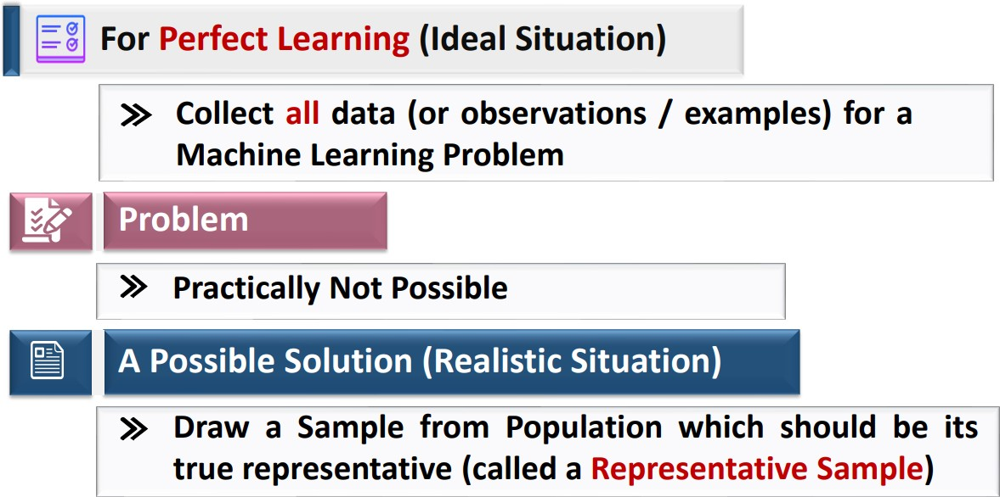 For Perfect Learning (Ideal Situation)
Collect all data (or observations / examples) for a
Machine Learning Problem
Problem
Practically Not Possible
A Possible Solution (Realistic Situation)
Draw a Sample from Population which should be its
true representative (called a Representative Sample)